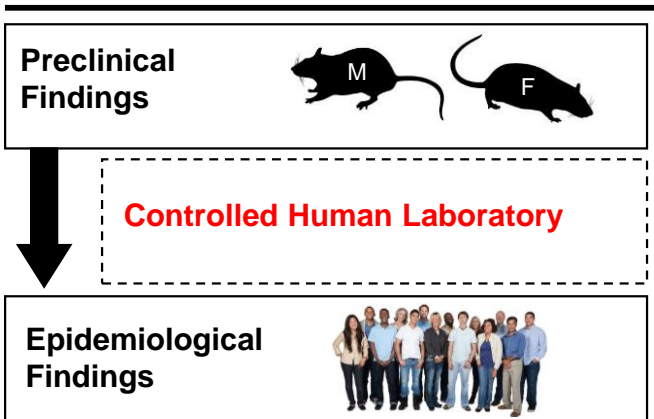 Preclinical
Findings
M
F
Controlled Human Laboratory
Epidemiological
Findings